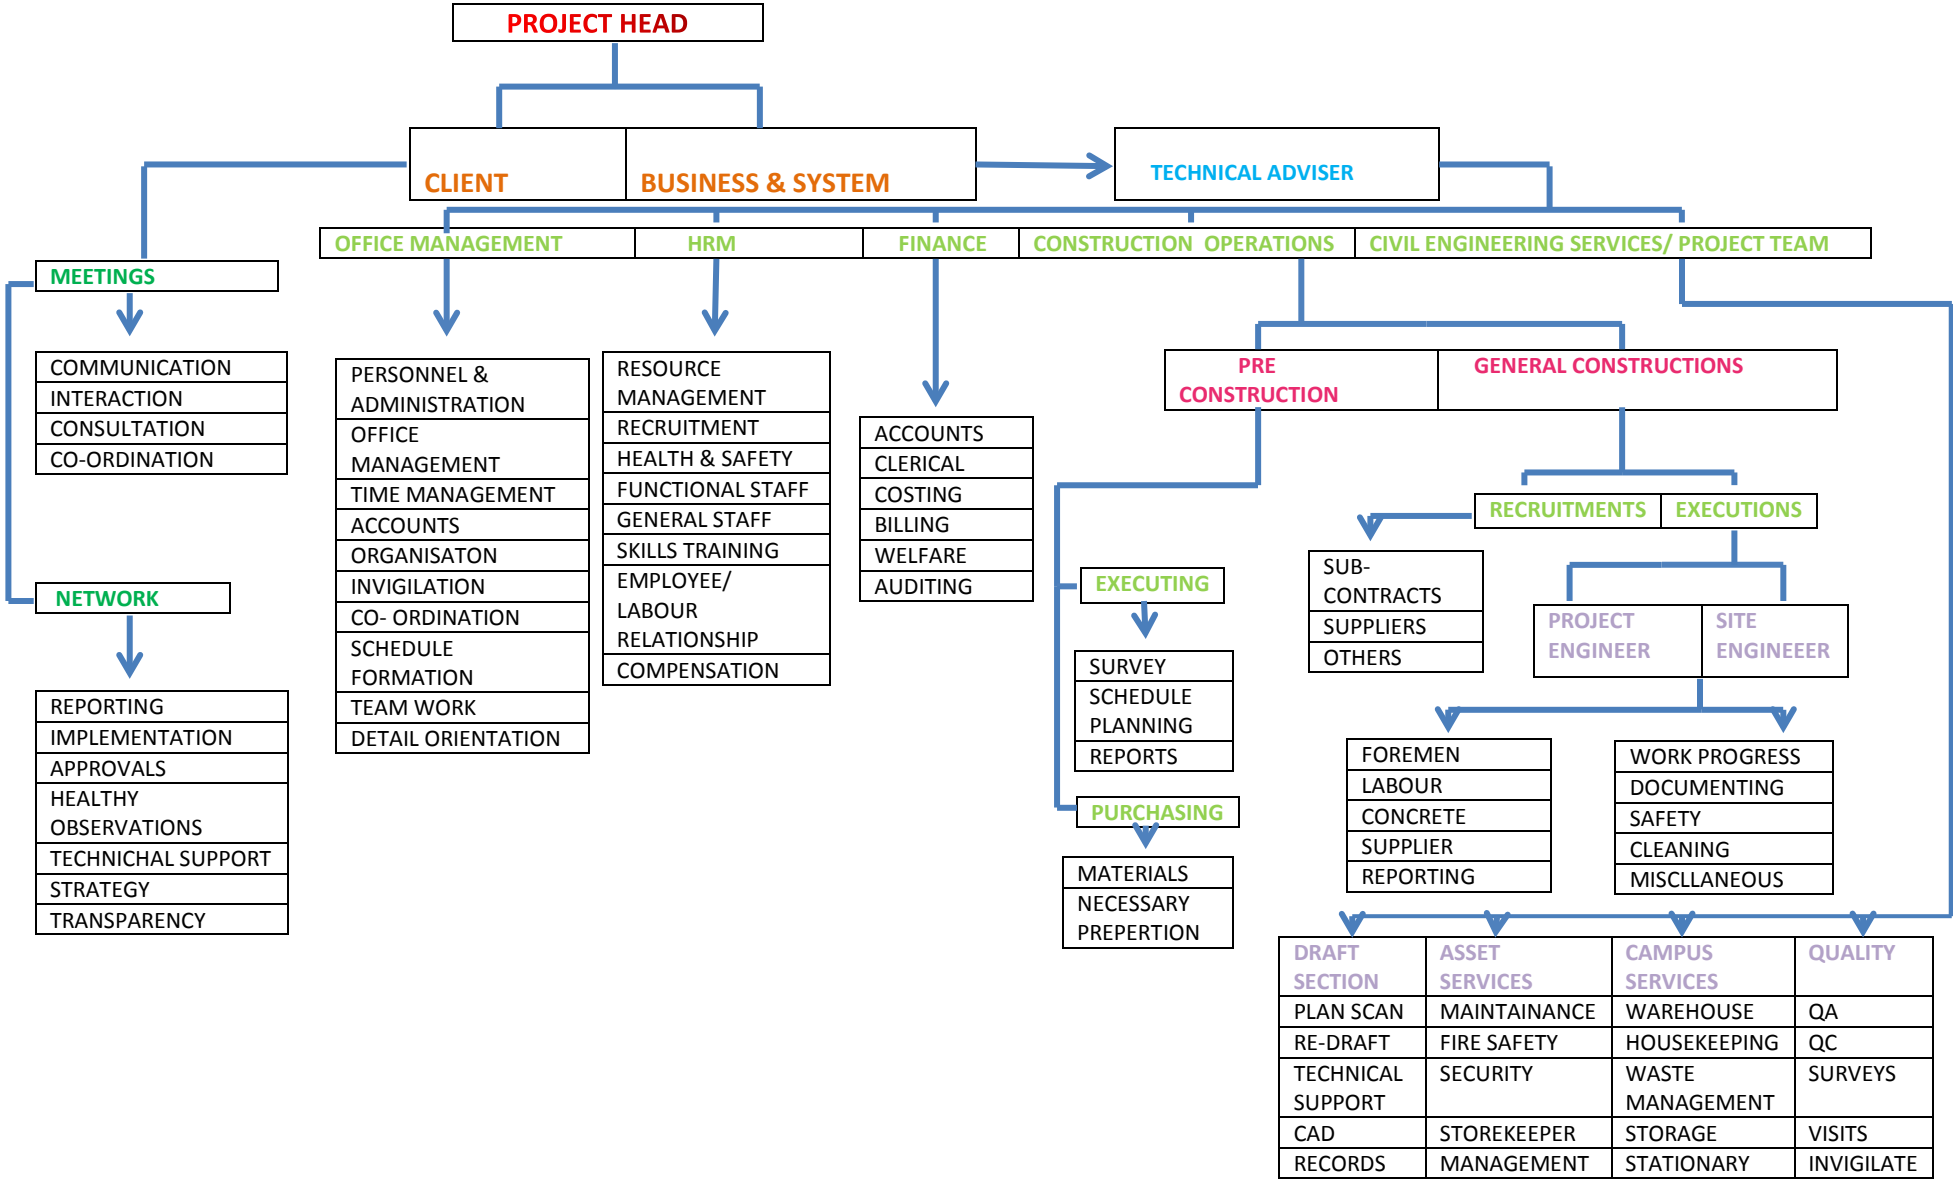 PROJECT HEAD
CLIENT
BUSINESS & SYSTEM
TECHNICAL ADVISER
OFFICE MANAGEMENT
HRM
FINANCE
CONSTRUCTION OPERATIONS
CIVIL ENGINEERING SERVICES/ PROJECT TEAM
MEETINGS
COMMUNICATION
INTERACTION
CONSULTATION
CO-ORDINATION
NETWORK
REPORTING
IMPLEMENTATION
APPROVALS
HEALTHY
OBSERVATIONS
TECHNICHAL SUPPORT
STRATEGY
TRANSPARENCY
PERSONNEL &
ADMINISTRATION
OFFICE
MANAGEMENT
TIME MANAGEMENT
ACCOUNTS
ORGANISATON
INVIGILATION
CO- ORDINATION
SCHEDULE
FORMATION
TEAM WORK
DETAIL ORIENTATION
RESOURCE
MANAGEMENT
RECRUITMENT
HEALTH & SAFETY
FUNCTIONAL STAFF
GENERAL STAFF
SKILLS TRAINING
EMPLOYEE/
LABOUR
RELATIONSHIP
COMPENSATION
ACCOUNTS
CLERICAL
COSTING
BILLING
WELFARE
AUDITING
PRE
CONSTRUCTION
GENERAL CONSTRUCTIONS
EXECUTING
SURVEY
SCHEDULE
PLANNING
REPORTS
PURCHASING
MATERIALS
NECESSARY
PREPERTION
RECRUITMENTS
EXECUTIONS
SUB-
CONTRACTS
SUPPLIERS
OTHERS
PROJECT
ENGINEER
SITE
ENGINEEER
FOREMEN
LABOUR
CONCRETE
SUPPLIER
REPORTING
WORK PROGRESS
DOCUMENTING
SAFETY
CLEANING
MISCLLANEOUS
DRAFT
SECTION
PLAN SCAN
RE-DRAFT
TECHNICAL
SUPPORT
CAD
RECORDS
ASSET
SERVICES
MAINTAINANCE
FIRE SAFETY
SECURITY
STOREKEEPER
MANAGEMENT
CAMPUS
SERVICES
WAREHOUSE
HOUSEKEEPING
WASTE
MANAGEMENT
STORAGE
STATIONARY
QUALITY
QA
QC
SURVEYS
VISITS
INVIGILATE